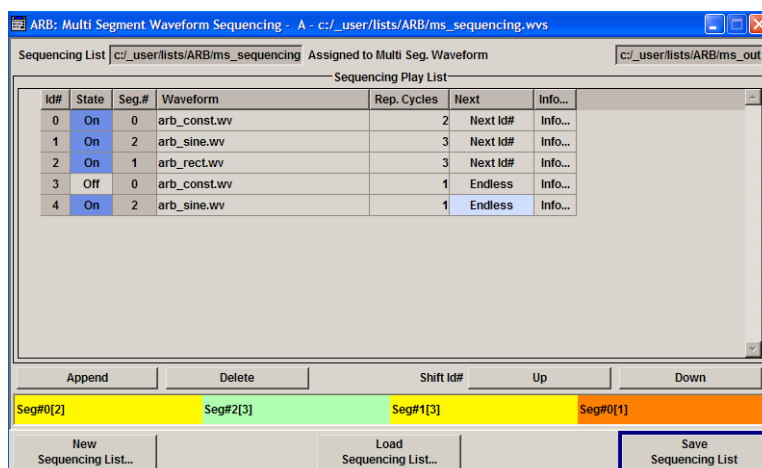 ARB: Multi Segment Waveform Sequencing - A - c:/_user/lists/ARB/ms_sequencing.wvs
Sequencing List c:/_user/lists/ARB/ms_sequencing Assigned to Multi Seg. Waveform c:/_user/lists/ARB/ms_out
Sequencing Play List
Id# State Seg.# Waveform Rep. Cycles Next Info...
0 On 0 arb_const.wv 2 Next Id# Info...
1 On 2 arb_sine.wv 3 Next Id# Info...
2 On 1 arb_rect.wv 3 Next Id# Info...
3 Off 0 arb_const.wv 1 Endless Info...
4 On 2 arb_sine.wv 1 Endless Info...
Append Delete Shift Id# Up Down
Seg#0[2] Seg#2[3] Seg#1[3] Seg#0[1]
New Load Save
Sequencing List... Sequencing List... Sequencing List